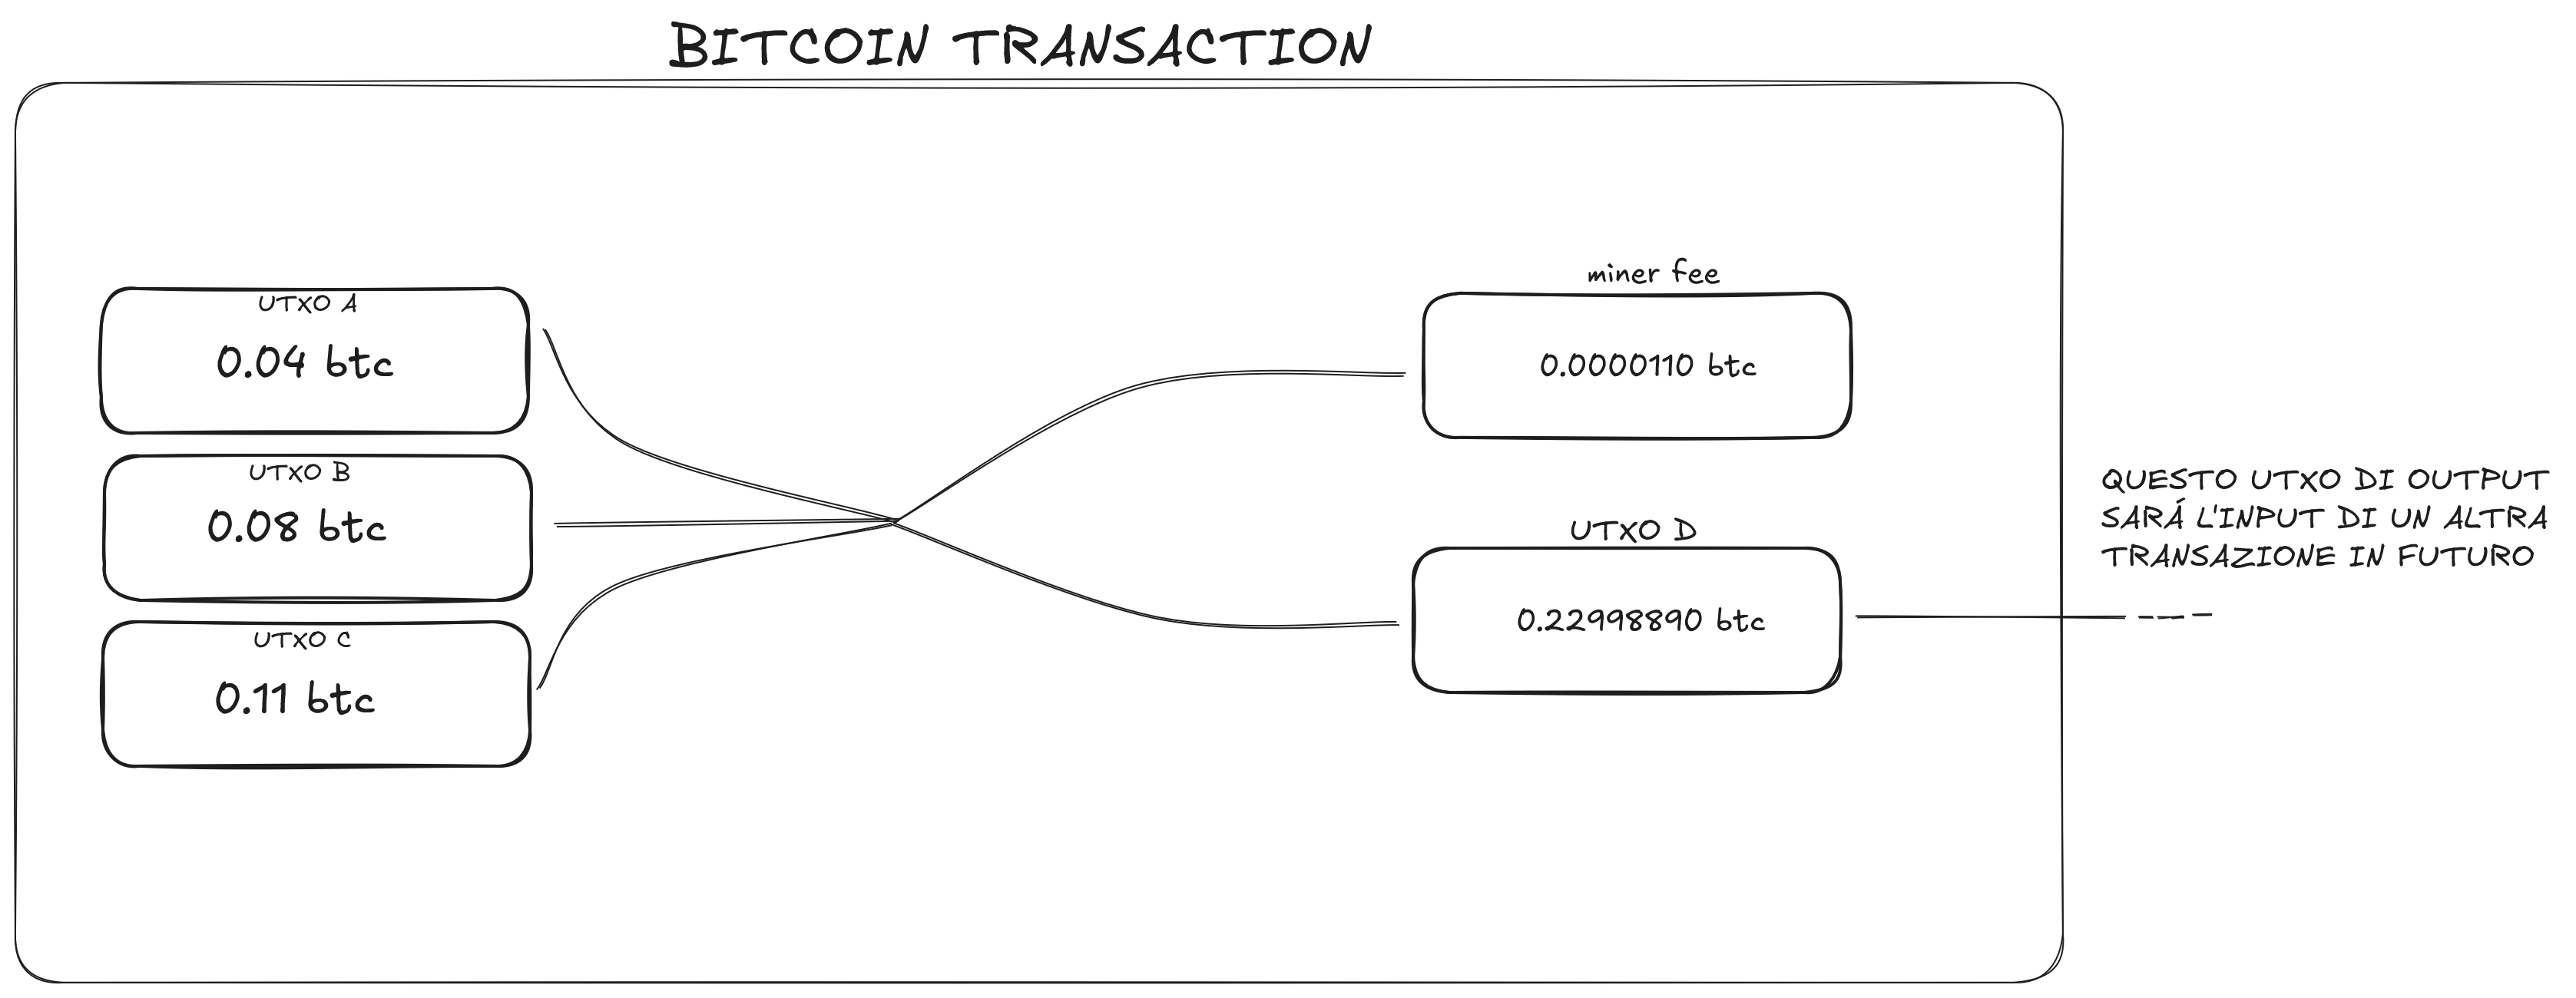 BITCOIN TRANSACTION
UTXO A
0.04 btc
UTXO B
0.08 btc
UTXO C
0.11 btc
miner fee
0.0000110 btc
UTXO D
0.22998890 btc
QUESTO UTXO DI OUTPUT
SARÁ L'INPUT DI UN ALTRA
TRANSAZIONE IN FUTURO